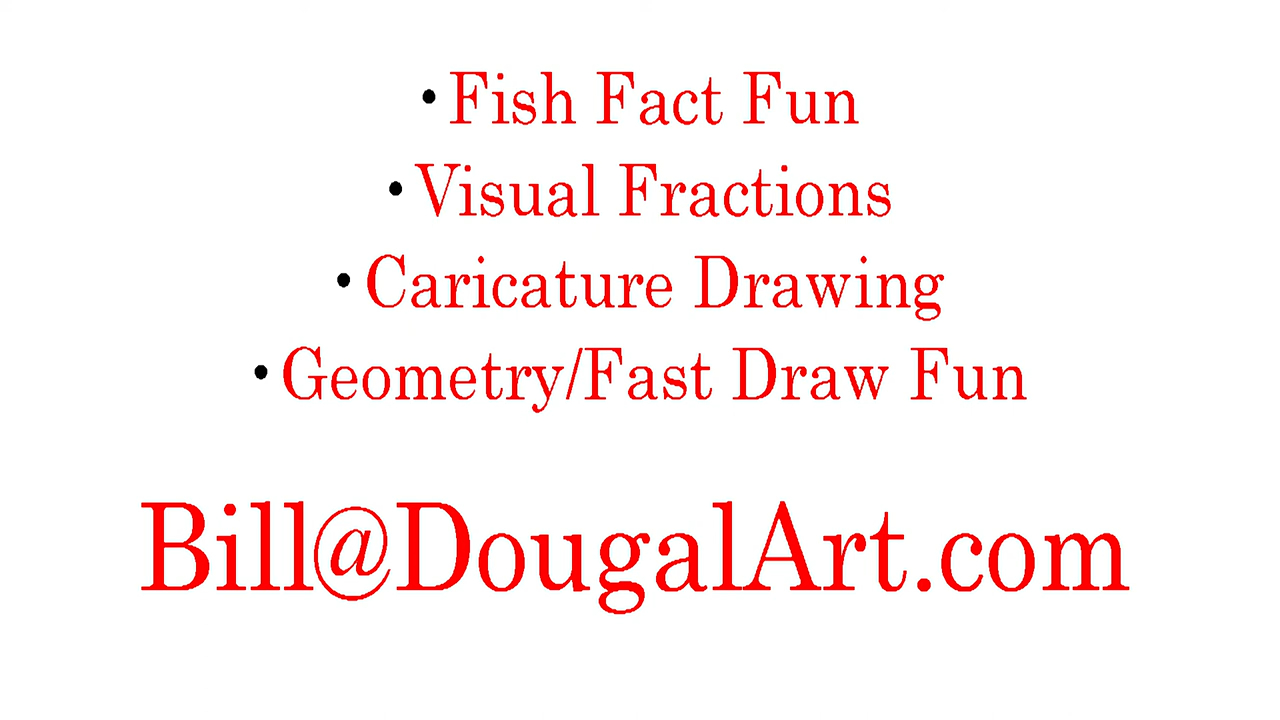 • Fish Fact Fun
• Visual Fractions
• Caricature Drawing
• Geometry/Fast Draw Fun
Bill@DougalArt.com